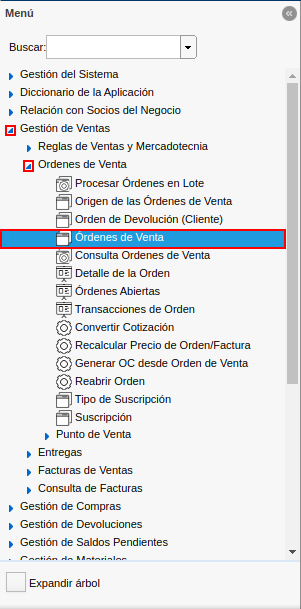 Menú
Buscar:
Gestión del Sistema
Diccionario de la Aplicación
Relación con Socios del Negocio
Gestión de Ventas
Reglas de Ventas y Mercadotecnia
Ordenes de Venta
Procesar Órdenes en Lote
Origen de las Órdenes de Venta
Orden de Devolución (Cliente)
Órdenes de Venta
Consulta Ordenes de Venta
Detalle de la Orden
Órdenes Abiertas
Transacciones de Orden
Convertir Cotización
Recalcular Precio de Orden/Factura
Generar OC desde Orden de Venta
Reabrir Orden
Tipo de Suscripción
Suscripción
Punto de Venta
Entregas
Facturas de Ventas
Consulta de Facturas
Gestión de Compras
Gestión de Devoluciones
Gestión de Saldos Pendientes
Gestión de Materiales
Expandir árbol